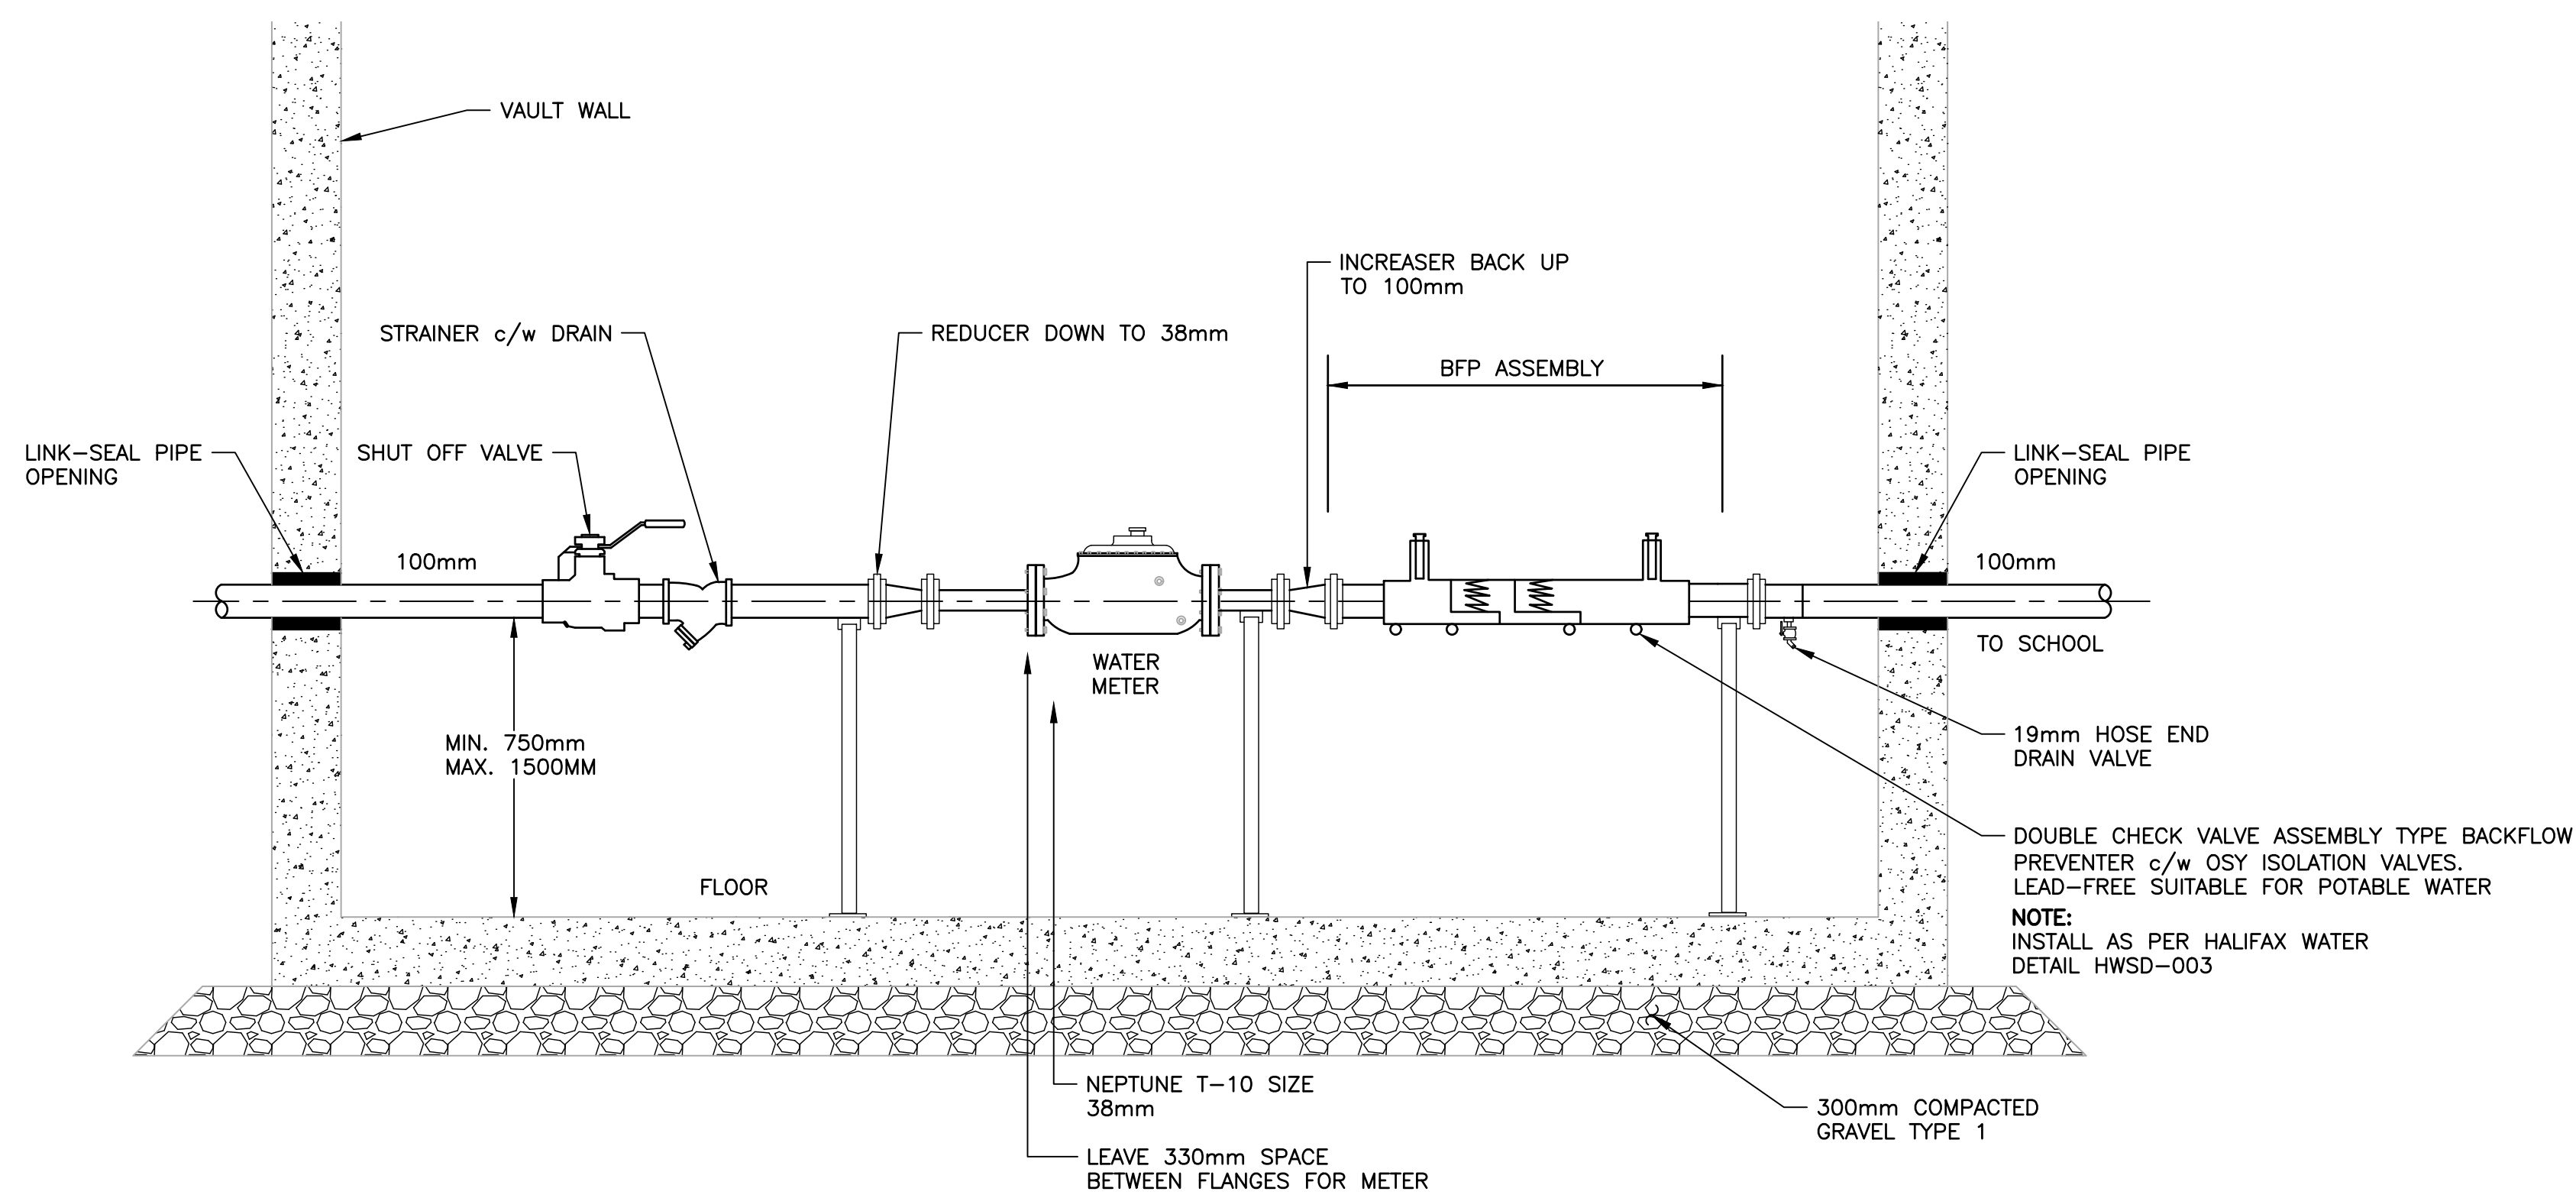 VAULT WALL
INCREASER BACK UP
TO 100mm
STRAINER c/w DRAIN
REDUCER DOWN TO 38mm
BFP ASSEMBLY
LINK-SEAL PIPE
OPENING
SHUT OFF VALVE
LINK-SEAL PIPE
OPENING
100mm
100mm
TO SCHOOL
WATER
METER
MIN. 750mm
MAX. 1500MM
19mm HOSE END
DRAIN VALVE
DOUBLE CHECK VALVE ASSEMBLY TYPE BACKFLOW
PREVENTER c/w OSY ISOLATION VALVES.
LEAD-FREE SUITABLE FOR POTABLE WATER
FLOOR
NOTE:
INSTALL AS PER HALIFAX WATER
DETAIL HWSD-003
NEPTUNE T-10 SIZE
38mm
300mm COMPACTED
GRAVEL TYPE 1
LEAVE 330mm SPACE
BETWEEN FLANGES FOR METER